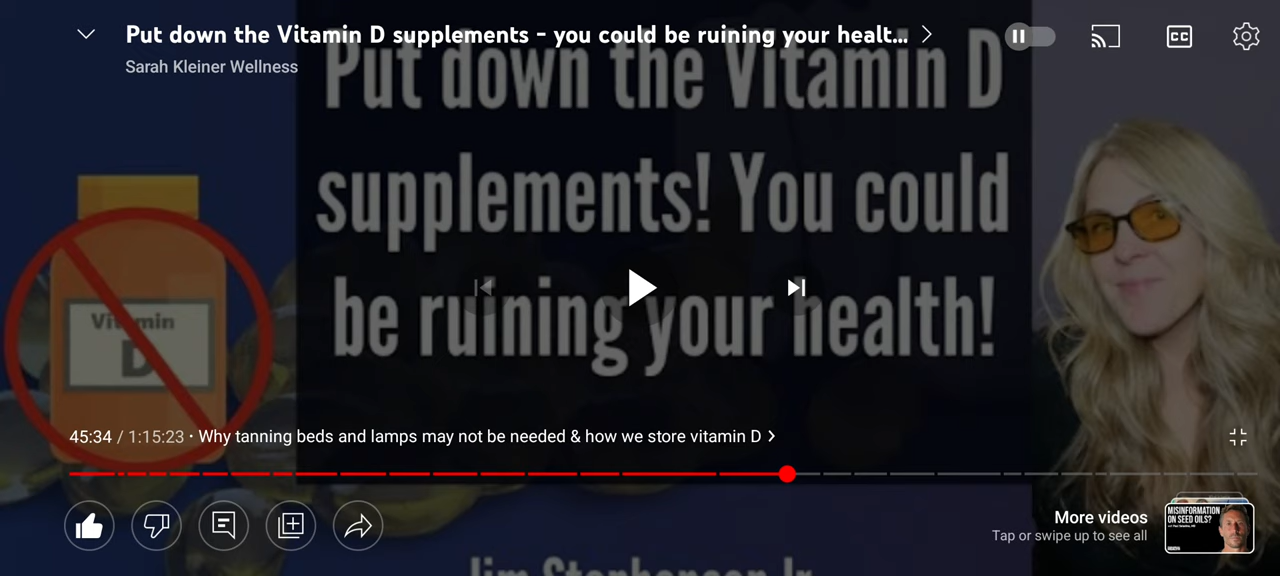 Put down the Vitamin D supplements - you could be ruining your healt...
Sarah Kleiner Wellness
Put down the Vitamin D
supplements! You could
be ruining your health!
Vitamin
D
45:34 / 1:15:23 · Why tanning beds and lamps may not be needed & how we store vitamin D
CC
More videos
Tap or swipe up to see all
MISINFORMATION
ON SEED OILS?
Jim Stephenson Jr